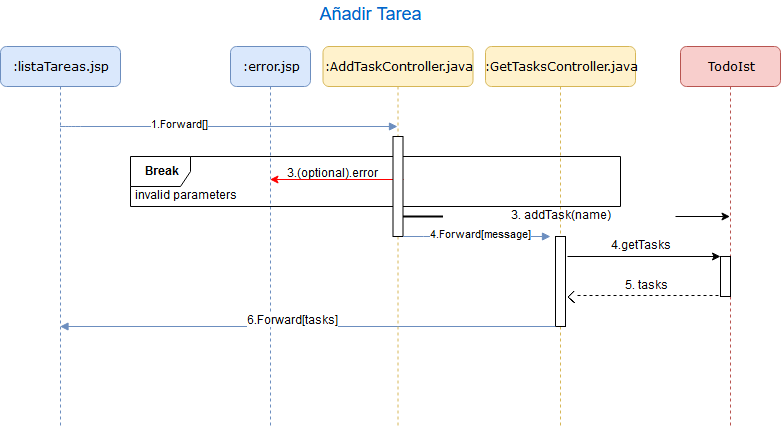 Añadir Tarea
:listaTareas.jsp
:error.jsp
:AddTaskController.java
:GetTasksController.java
TodoIst
1.Forward[]
Break
3.(optional).error
invalid parameters
3. addTask(name)
4.Forward[message]
4.getTasks
5. tasks
6.Forward[tasks]